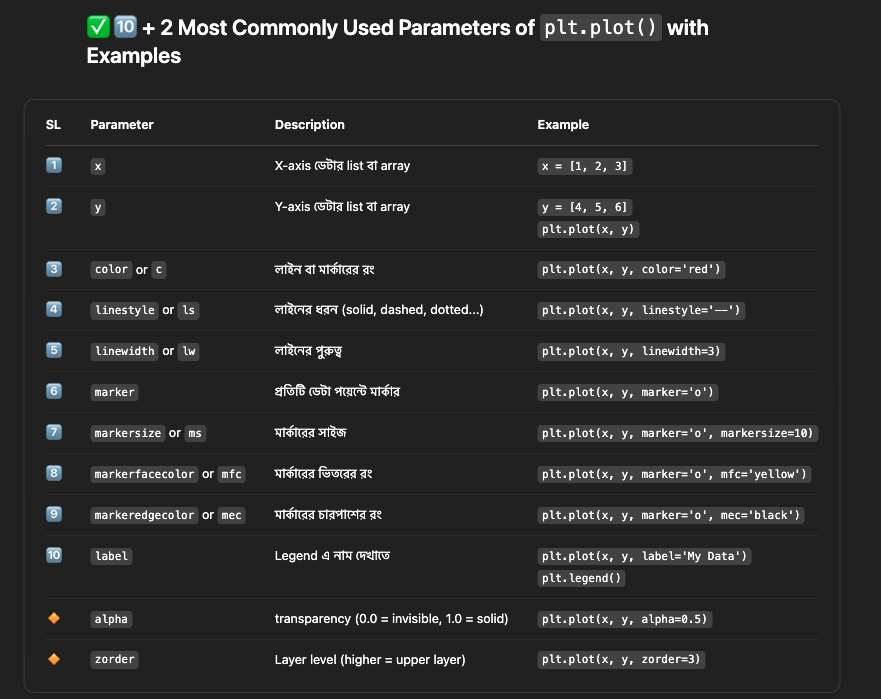 ✅ 🔟 + 2 Most Commonly Used Parameters of plt.plot() with
Examples
SL Parameter Description Example
1️⃣ x X-axis ডেটার list বা array x = [1, 2, 3]
2️⃣ y Y-axis ডেটার list বা array y = [4, 5, 6]
plt.plot(x, y)
3️⃣ color or c লাইন বা মার্কারের রং plt.plot(x, y, color='red')
4️⃣ linestyle or ls লাইনের ধরন (solid, dashed, dotted...) plt.plot(x, y, linestyle='--')
5️⃣ linewidth or lw লাইনের পুরুত্ব plt.plot(x, y, linewidth=3)
6️⃣ marker প্রতিটি ডেটা পয়েন্টে মার্কার plt.plot(x, y, marker='o')
7️⃣ markersize or ms মার্কারের সাইজ plt.plot(x, y, marker='o', markersize=10)
8️⃣ markerfacecolor or mfc মার্কারের ভিতরের রং plt.plot(x, y, marker='o', mfc='yellow')
9️⃣ markeredgecolor or mec মার্কারের চারপাশের রং plt.plot(x, y, marker='o', mec='black')
🔟 label Legend এ নাম দেখাতে plt.plot(x, y, label='My Data')
plt.legend()
🔸 alpha transparency (0.0 = invisible, 1.0 = solid) plt.plot(x, y, alpha=0.5)
🔸 zorder Layer level (higher = upper layer) plt.plot(x, y, zorder=3)